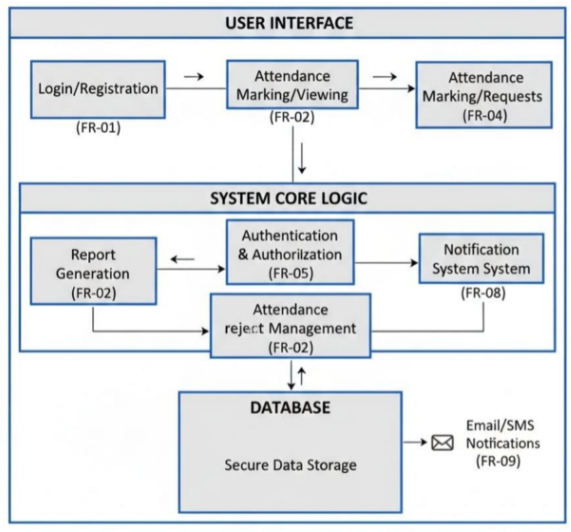 USER INTERFACE
Login/Registration
(FR-01)
Attendance
Marking/Viewing
(FR-02)
Attendance
Marking/Requests
(FR-04)
SYSTEM CORE LOGIC
Report
Generation
(FR-02)
Authentication
& Authoriization
(FR-05)
Notification
System System
(FR-08)
Attendance
reject Management
(FR-02)
DATABASE
Secure Data Storage
Email/SMS
Notfications
(FR-09)